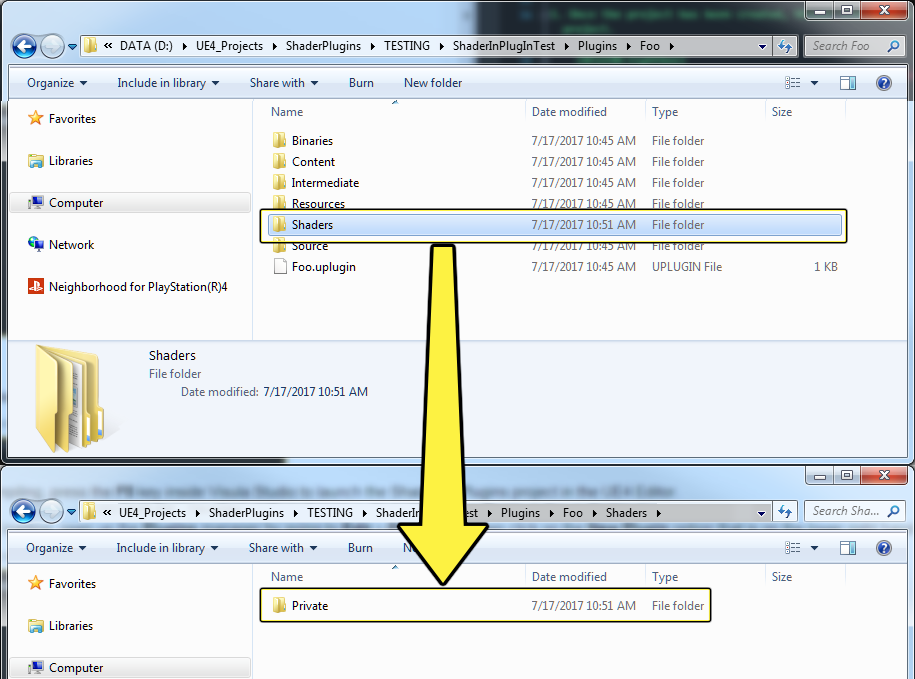 « DATA (D:) ▸ UE4_Projects ▸ ShaderPlugins ▸ TESTING ▸ ShaderInPlugInTest ▸ Plugins ▸ Foo ▸ Search Foo
Organize Include in library Share with Burn New folder
Name Date modified Type Size
Favorites
Libraries
Computer
Network
Neighborhood for PlayStation(R)4
Binaries 7/17/2017 10:45 AM File folder
Content 7/17/2017 10:45 AM File folder
Intermediate 7/17/2017 10:45 AM File folder
Resources 7/17/2017 10:45 AM File folder
Shaders 7/17/2017 10:51 AM File folder
Source 7/17/2017 10:45 AM File folder
Foo.uplugin 7/17/2017 10:45 AM UPLUGIN File 1 KB
Shaders
File folder
Date modified: 7/17/2017 10:51 AM
« UE4_Projects ▸ ShaderPlugins ▸ TESTING ▸ Plugins ▸ Foo ▸ Shaders ▸ Search Sha...
Organize Include in library Share with Burn
Name Date modified Type Size
Favorites
Libraries
Computer
Private 7/17/2017 10:51 AM File folder